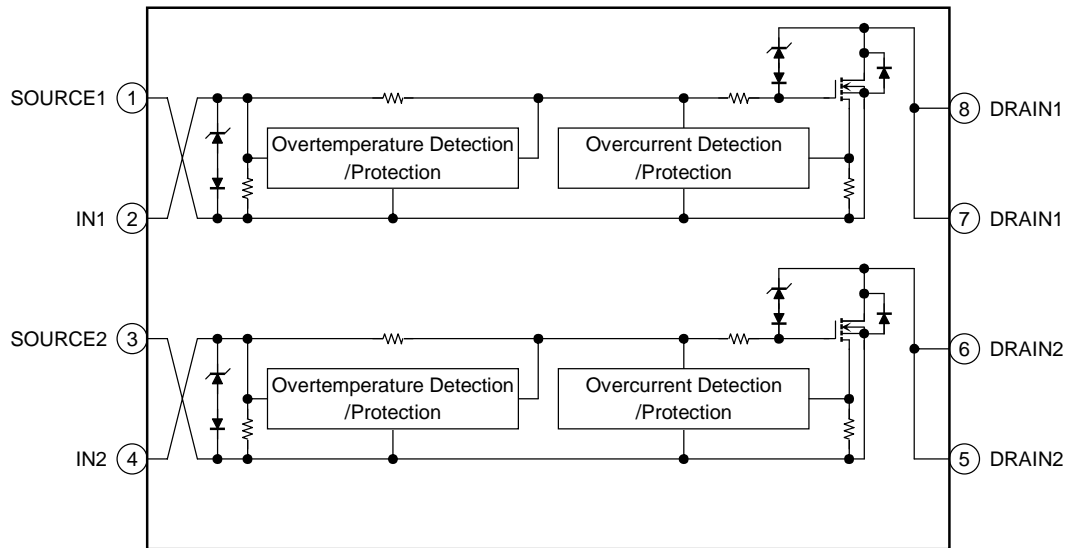 SOURCE1 1
Overtemperature Detection
/Protection
Overcurrent Detection
/Protection
8 DRAIN1
IN1 2
7 DRAIN1
SOURCE2 3
Overtemperature Detection
/Protection
Overcurrent Detection
/Protection
6 DRAIN2
IN2 4
5 DRAIN2